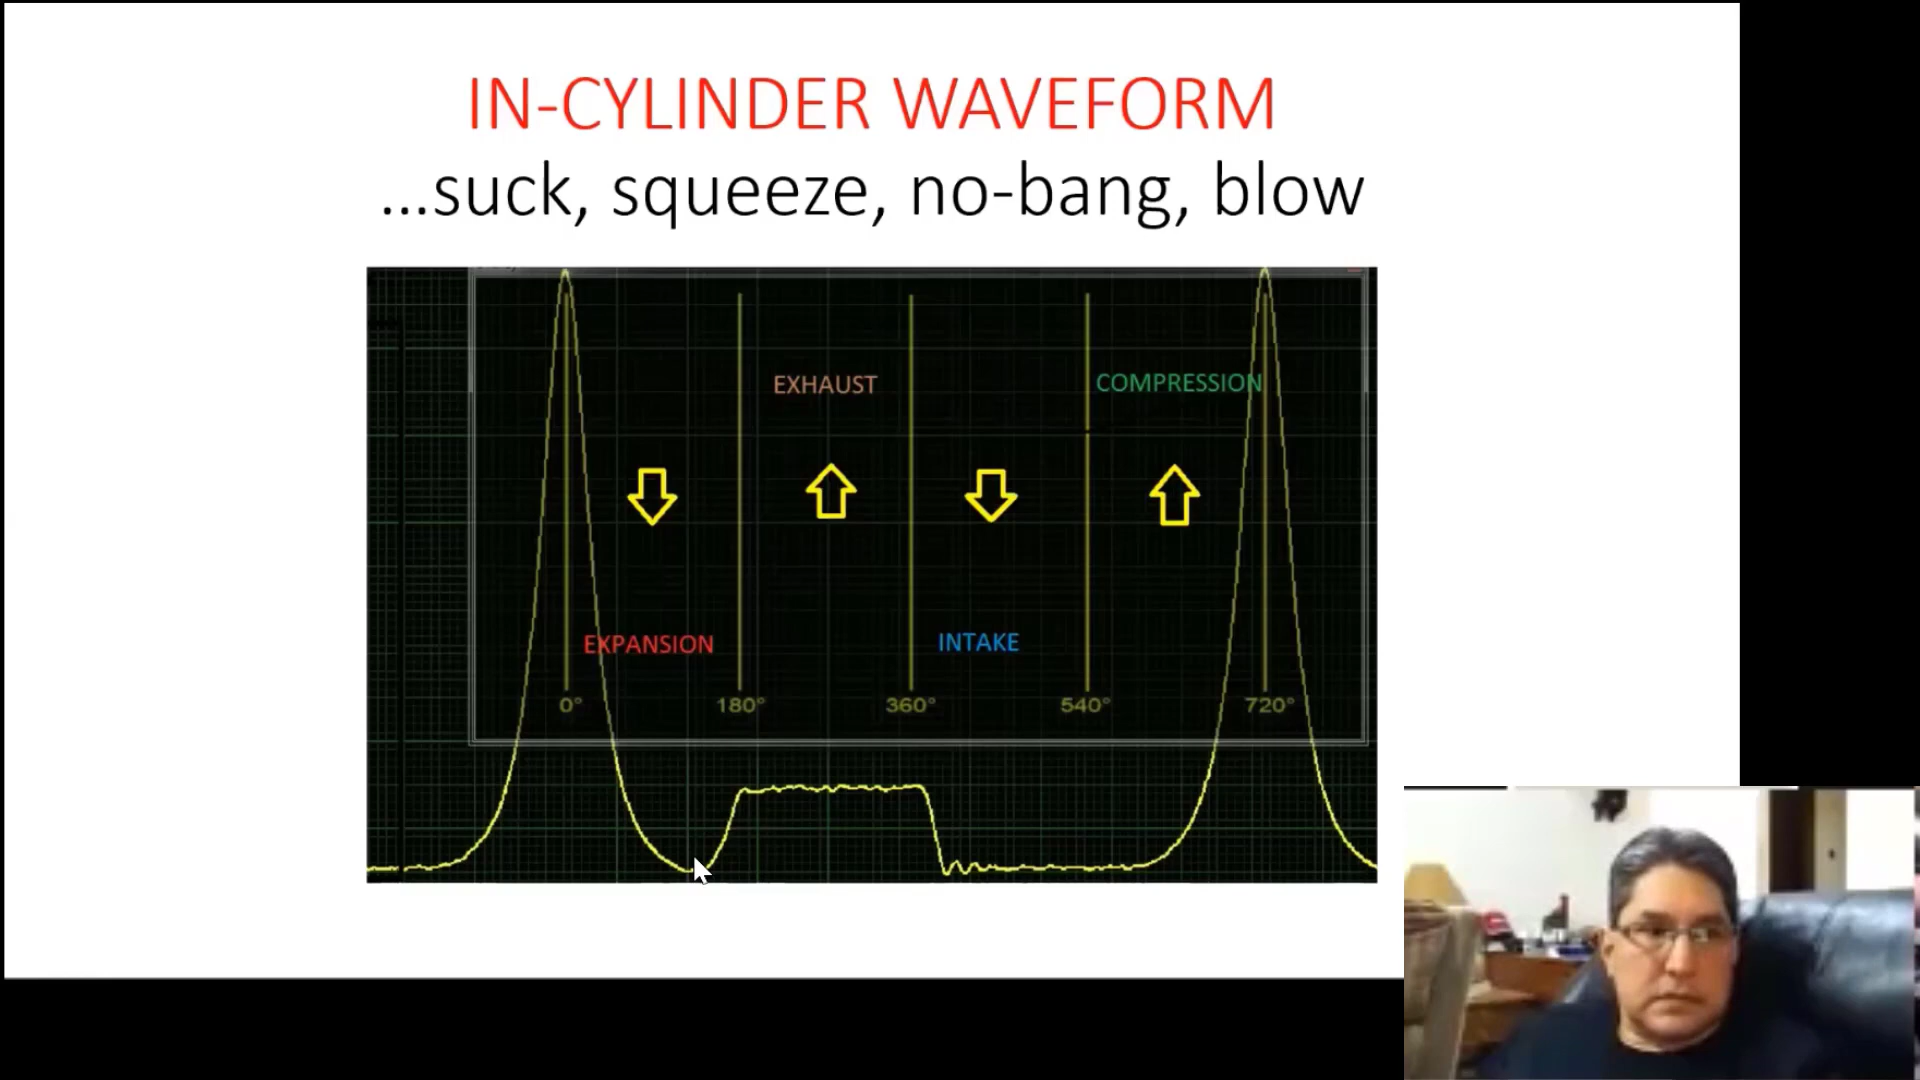 IN-CYLINDER WAVEFORM
...suck, squeeze, no-bang, blow
EXHAUST
COMPRESSION
EXPANSION
INTAKE
0°
180°
360°
540°
720°